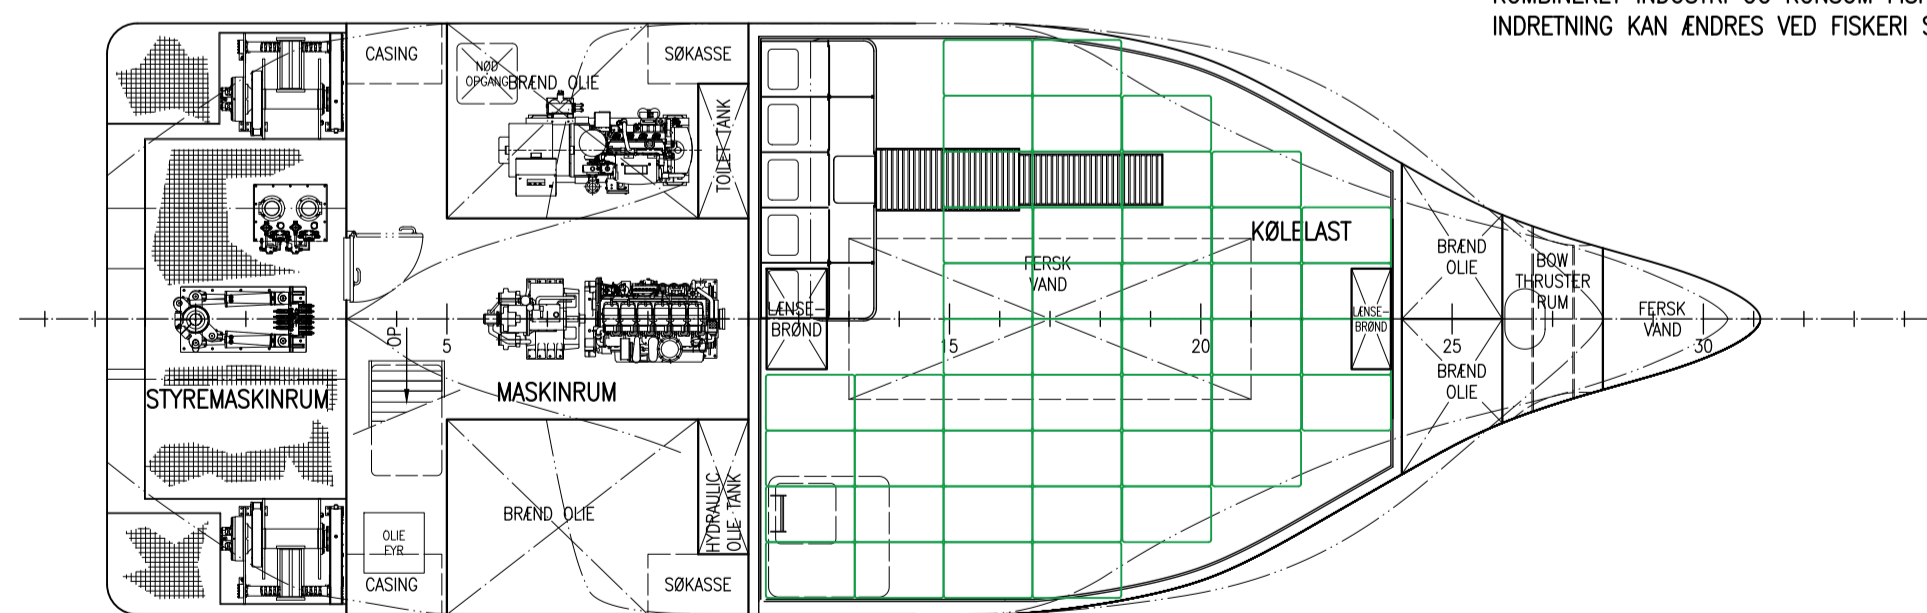 INDRETNING KAN ÆNDRES VED FISKERI
CASING
NØD
OPGANG
BRÆND OLIE
SØKASSE
TOILET TANK
KØLELAST
FERSK
VAND
BRÆND
OLIE
BOW
THRUSTER
RUM
FERSK
VAND
LÆNSE-
BRØND
LÆNSE-
BRØND
OP
5
15
20
25
30
BRÆND
OLIE
STYREMASKINRUM
MASKINRUM
HYDRAULIC
OLIE TANK
BRÆND OLIE
OLIE
FYR
CASING
SØKASSE